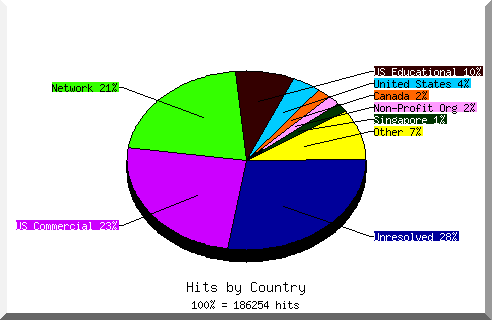 US Educational 10%
United States 4%
Network 21%
Canada 2%
Non-Profit Org 2%
Singapore 1%
Other 7%
US Commercial 23%
Unresolved 28%
Hits by Country
100% = 186254 hits